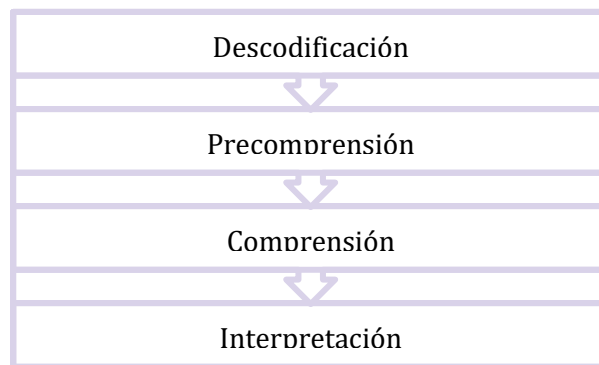 Descodificación
Precomprensión
Comprensión
Interpretación